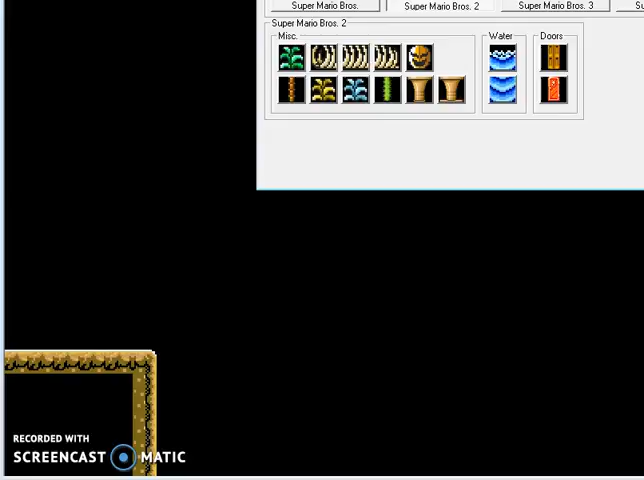 Super Mario Bros.
Super Mario Bros. 2
Super Mario Bros. 3
Super Mario Bros. 2
Misc.
Water
Doors
RECORDED WITH
SCREENCAST MATIC